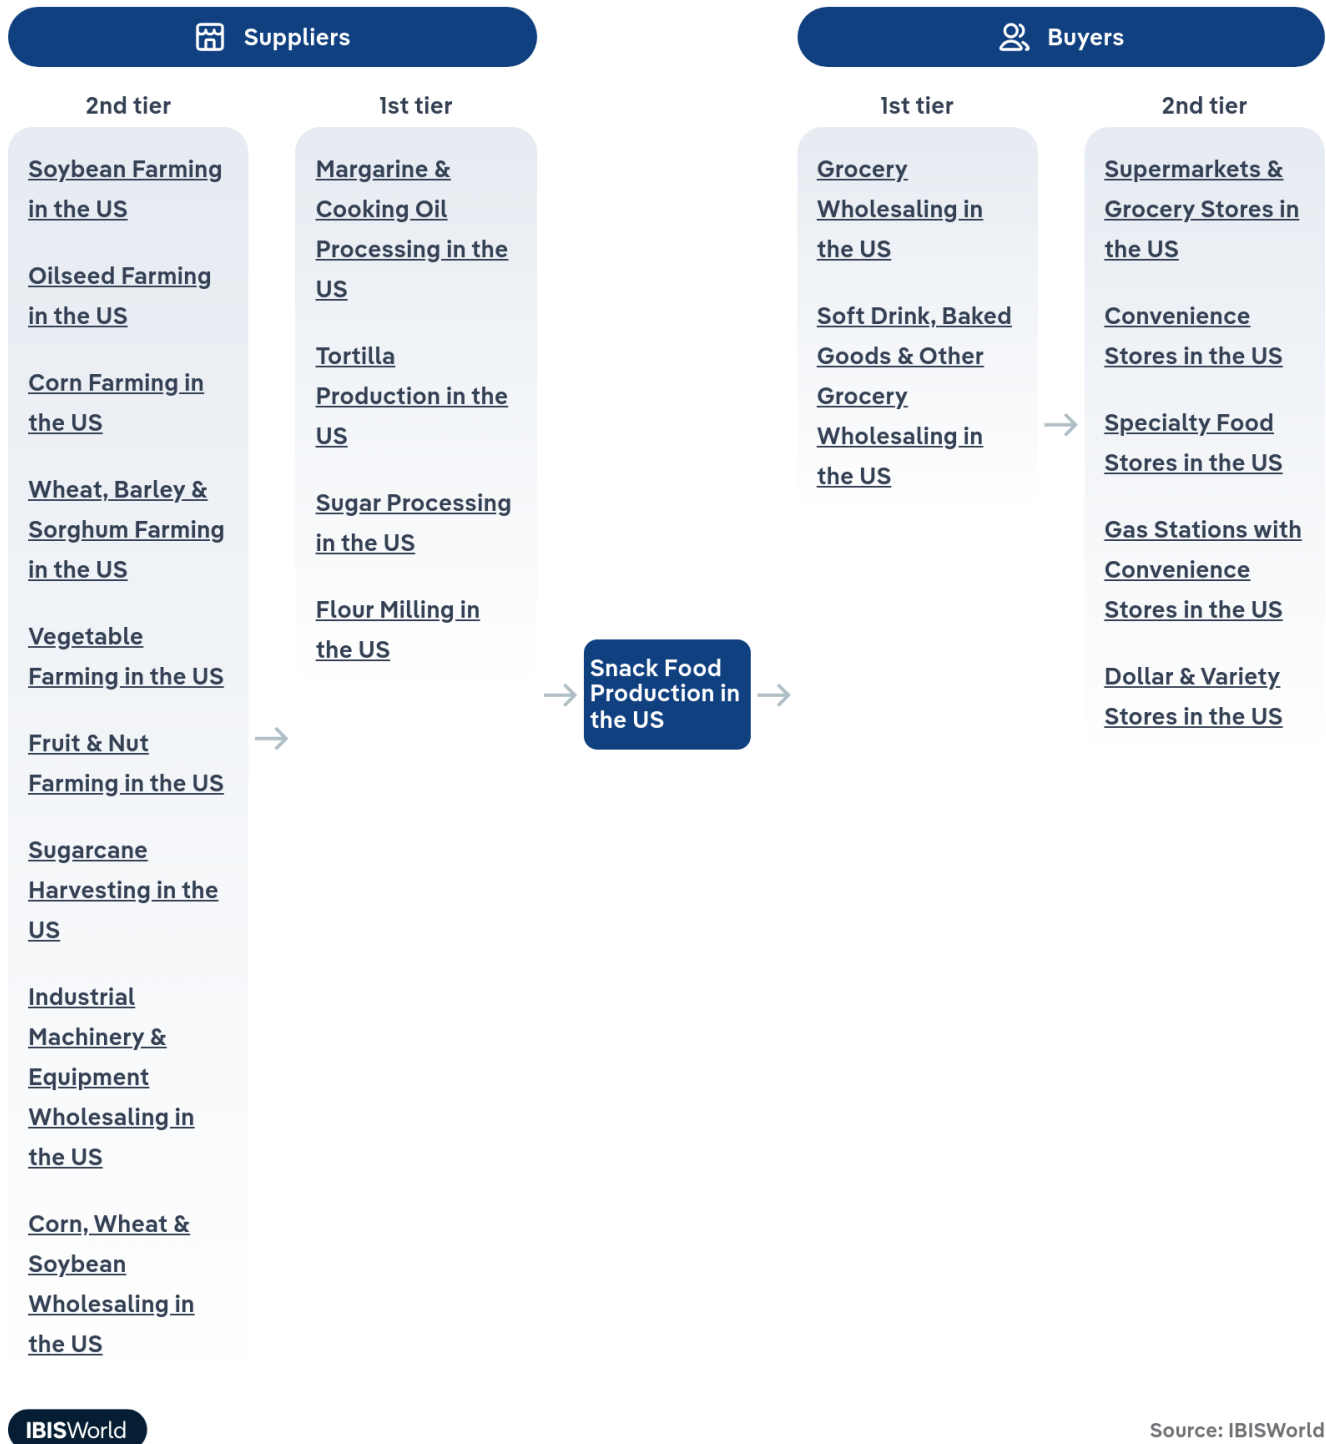 Suppliers
Buyers
2nd tier
1st tier
1st tier
2nd tier
Soybean Farming
in the US
Oilseed Farming
in the US
Corn Farming in
the US
Wheat, Barley &
Sorghum Farming
in the US
Vegetable
Farming in the US
Fruit & Nut
Farming in the US
Sugarcane
Harvesting in the
US
Industrial
Machinery &
Equipment
Wholesaling in
the US
Corn, Wheat &
Soybean
Wholesaling in
the US
Margarine &
Cooking Oil
Processing in the
US
Tortilla
Production in the
US
Sugar Processing
in the US
Flour Milling in
the US
Snack Food
Production in
the US
Grocery
Wholesaling in
the US
Soft Drink, Baked
Goods & Other
Grocery
Wholesaling in
the US
Supermarkets &
Grocery Stores in
the US
Convenience
Stores in the US
Specialty Food
Stores in the US
Gas Stations with
Convenience
Stores in the US
Dollar & Variety
Stores in the US
IBISWorld
Source: IBISWorld